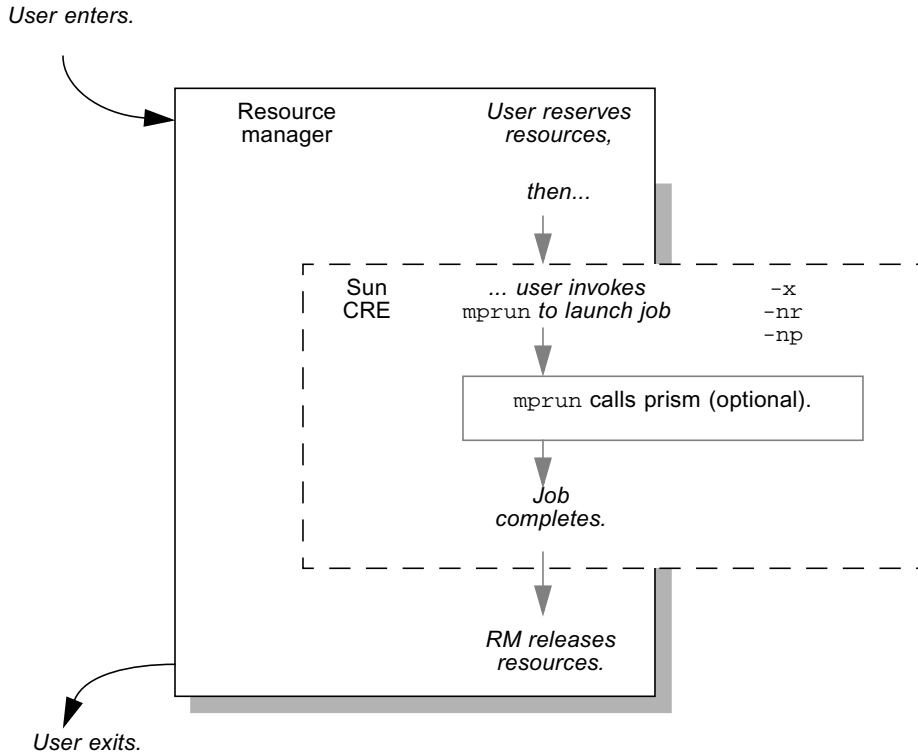 User enters.
Resource
manager
User reserves
resources,
then...
Sun
CRE
... user invokes
mprun to launch job
-x
-nr
-np
mprun calls prism (optional).
Job
completes.
RM releases
resources.
User exits.